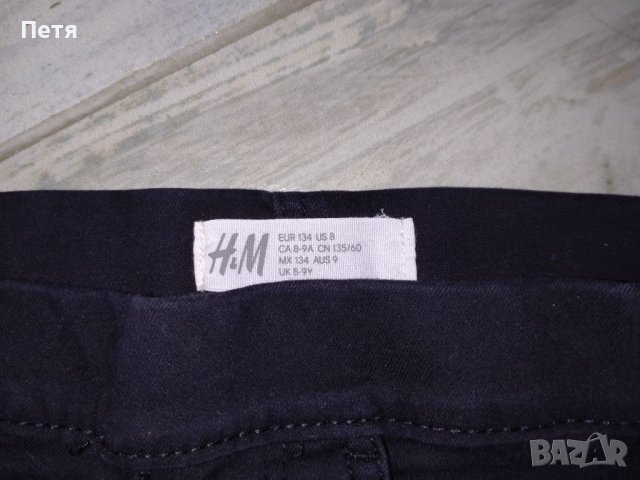 Петя
H&M
EUR 134 US 8
CA 8-9A CN 135/60
MX 134 AUS 9
UK 8-9Y
BAZAR